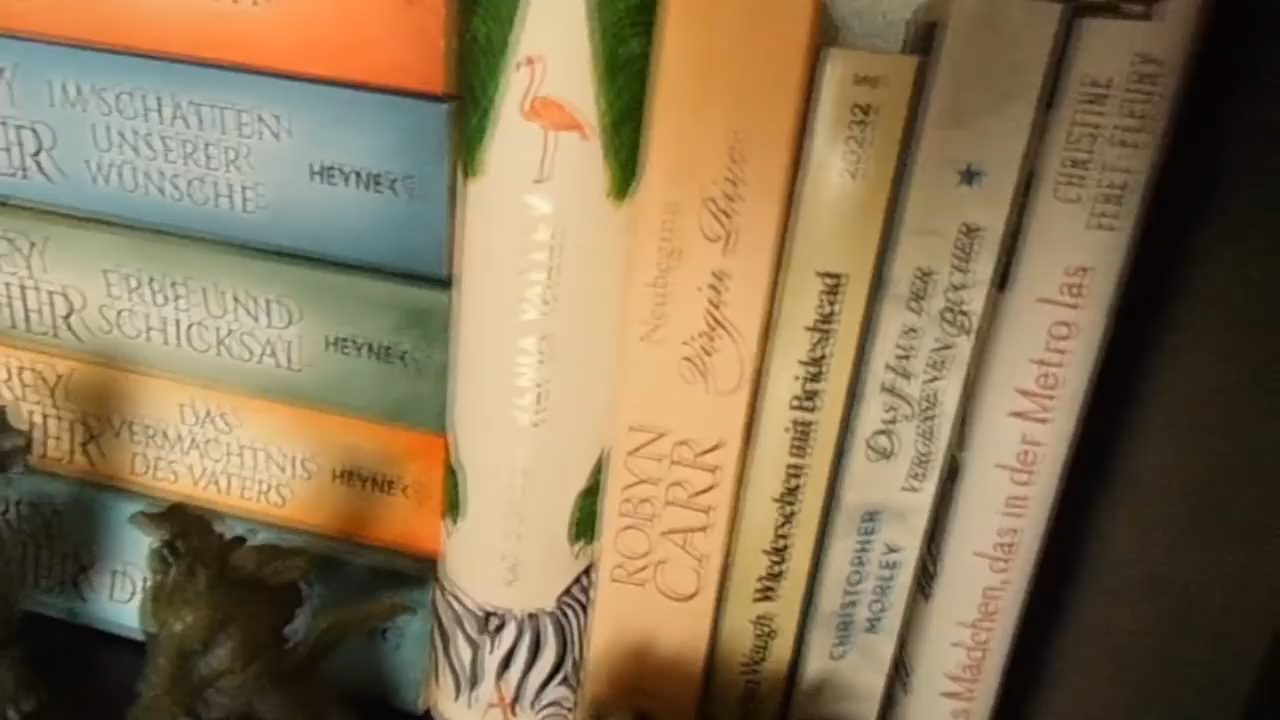 IM SCHATTEN
UNSERER
WÜNSCHE
HEYNE
ERBE UND
SCHICKSAL
HEYNE
DAS
VERMÄCHTNIS
DES VATERS
HEYNE
Neubeginn
Virgin River
ROBYN
CARR
20232
Waugh Wiedersehen mit Brideshead
DAS HAUS DER
VERGESSENEN BÜCHER
CHRISTOPHER
MORLEY
CHRISTINE
FÉRET-FLEURY
Mädchen, das in der Metro las